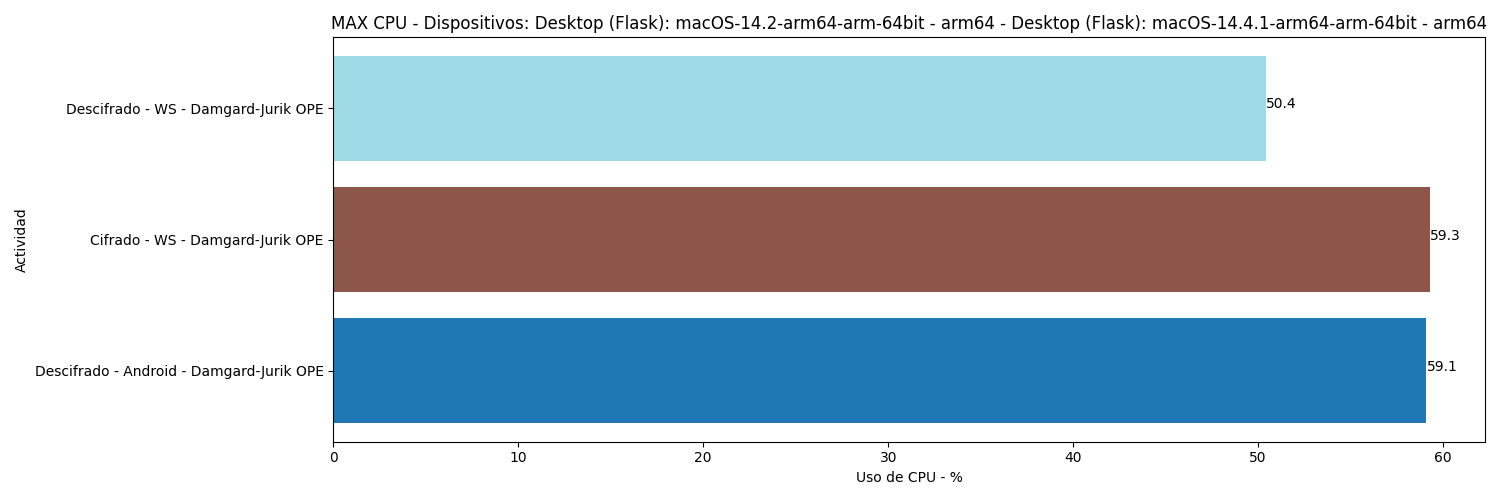 MAX CPU - Dispositivos: Desktop (Flask): macOS-14.2-arm64-arm-64bit - arm64 - Desktop (Flask): macOS-14.4.1-arm64-arm-64bit - arm64
Descifrado - WS - Damgard-Jurik OPE
50.4
Cifrado - WS - Damgard-Jurik OPE
59.3
Descifrado - Android - Damgard-Jurik OPE
59.1
Actividad
0 10 20 30 40 50 60
Uso de CPU - %